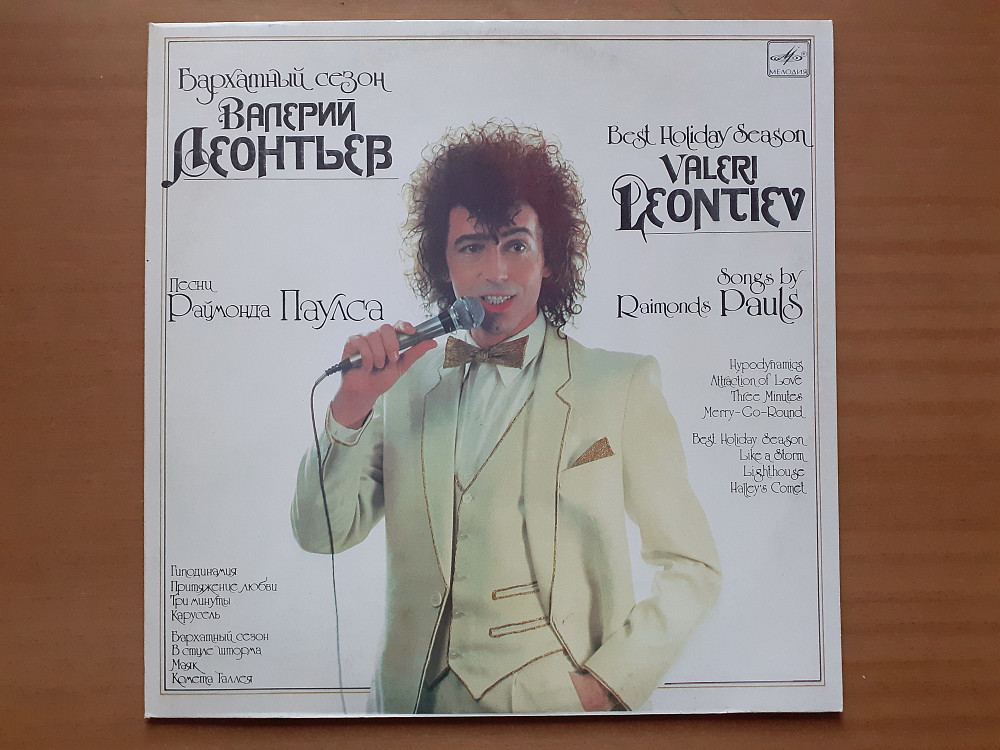 Бархатный сезон
Валерий
Леонтьев
Песни
Раймонда Паулса
Гиподинамия
Притяжение любви
Три минуты
Карусель
Бархатный сезон
В стиле шторма
Маяк
Комета Галлея
МЕЛОДИЯ
Best Holiday Season
Valeri
Leontiev
Songs by
Raimonds Pauls
Hypodynamics
Attraction of Love
Three Minutes
Merry-Go-Round
Best Holiday Season
Like a Storm
Lighthouse
Halley's Comet